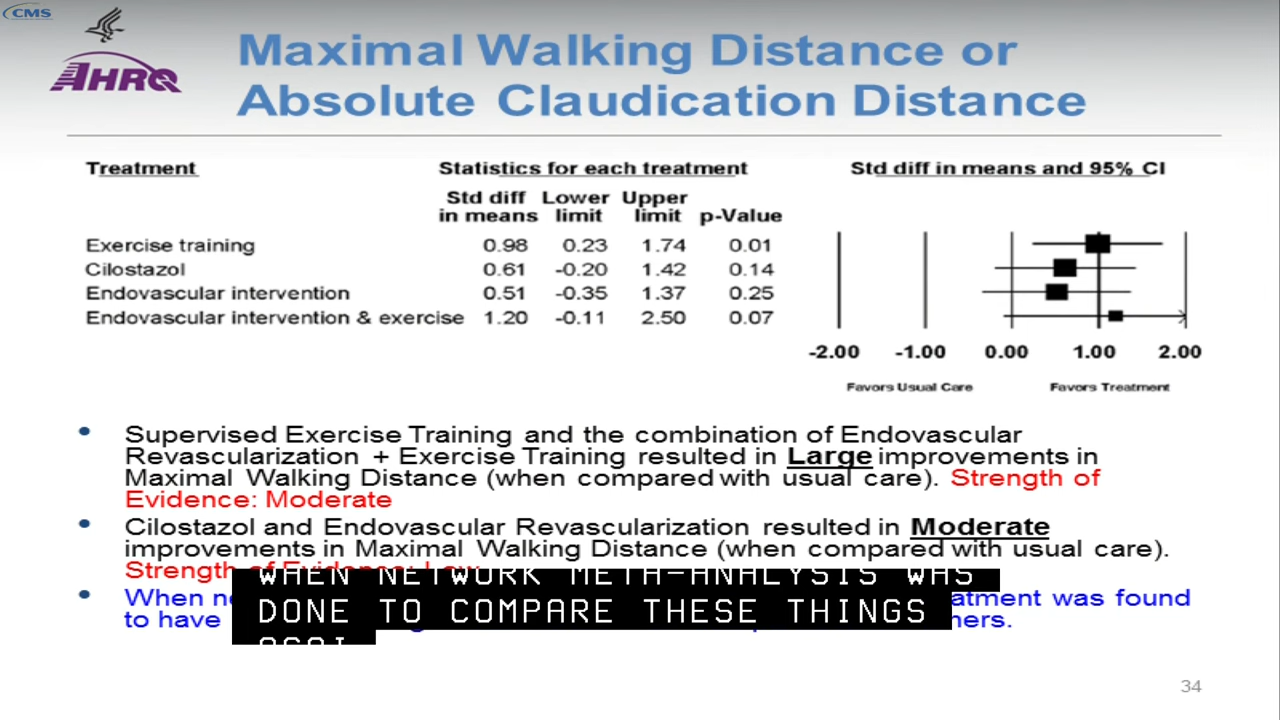 CMS
AHRQ
Maximal Walking Distance or
Absolute Claudication Distance
Treatment Statistics for each treatment Std diff in means and 95% CI
Std diff Lower Upper
in means limit limit p-Value
Exercise training 0.98 0.23 1.74 0.01
Cilostazol 0.61 -0.20 1.42 0.14
Endovascular intervention 0.51 -0.35 1.37 0.25
Endovascular intervention & exercise 1.20 -0.11 2.50 0.07
-2.00 -1.00 0.00 1.00 2.00
Favors Usual Care Favors Treatment
• Supervised Exercise Training and the combination of Endovascular
Revascularization + Exercise Training resulted in Large improvements in
Maximal Walking Distance (when compared with usual care). Strength of
Evidence: Moderate
• Cilostazol and Endovascular Revascularization resulted in Moderate
improvements in Maximal Walking Distance (when compared with usual care).
Strength of Evidence: Low
WHEN NETWORK META-ANALYSIS WAS
DONE TO COMPARE THESE THINGS
• When was found
to have
34